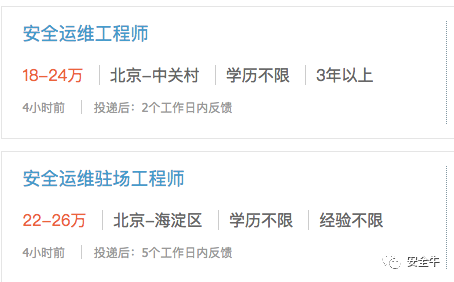 安全运维工程师
18-24万 北京-中关村 学历不限 3年以上
4小时前 投递后：2个工作日内反馈
安全运维驻场工程师
22-26万 北京-海淀区 学历不限 经验不限
4小时前 投递后：5个工作日内反馈
安全牛